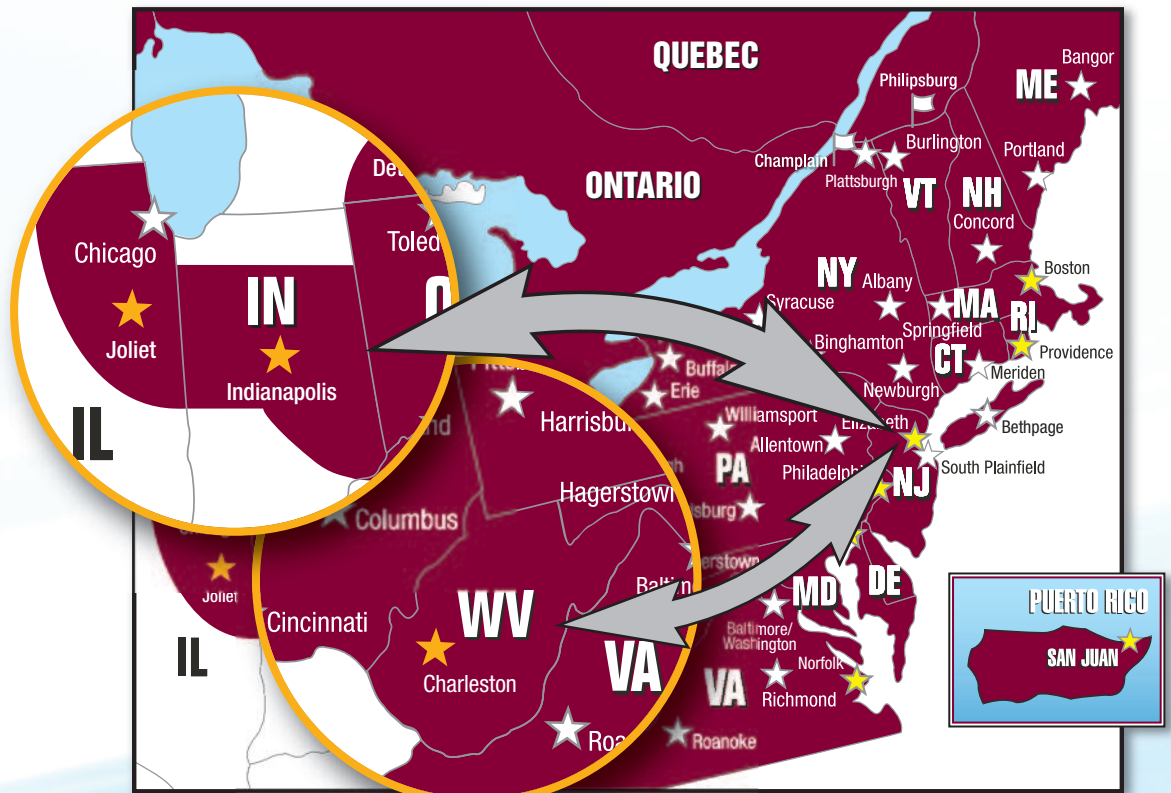 QUEBEC
Bangor
ME
Philipsburg
Champlain
Burlington
Plattsburgh
Portland
VT
NH
Concord
ONTARIO
Chicago
Joliet
IN
Indianapolis
IL
NY
Albany
Boston
Syracuse
MA
Springfield
RI
Binghamton
CT
Providence
Meriden
Newburgh
Erie
Williamsport
Elizabeth
Bethpage
Allentown
South Plainfield
PA
NJ
Hagerstown
Columbus
MD
DE
Cincinnati
WV
Charleston
VA
Joliet
IL
Baltimore/
Washington
Norfolk
VA
Richmond
Roanoke
PUERTO RICO
SAN JUAN